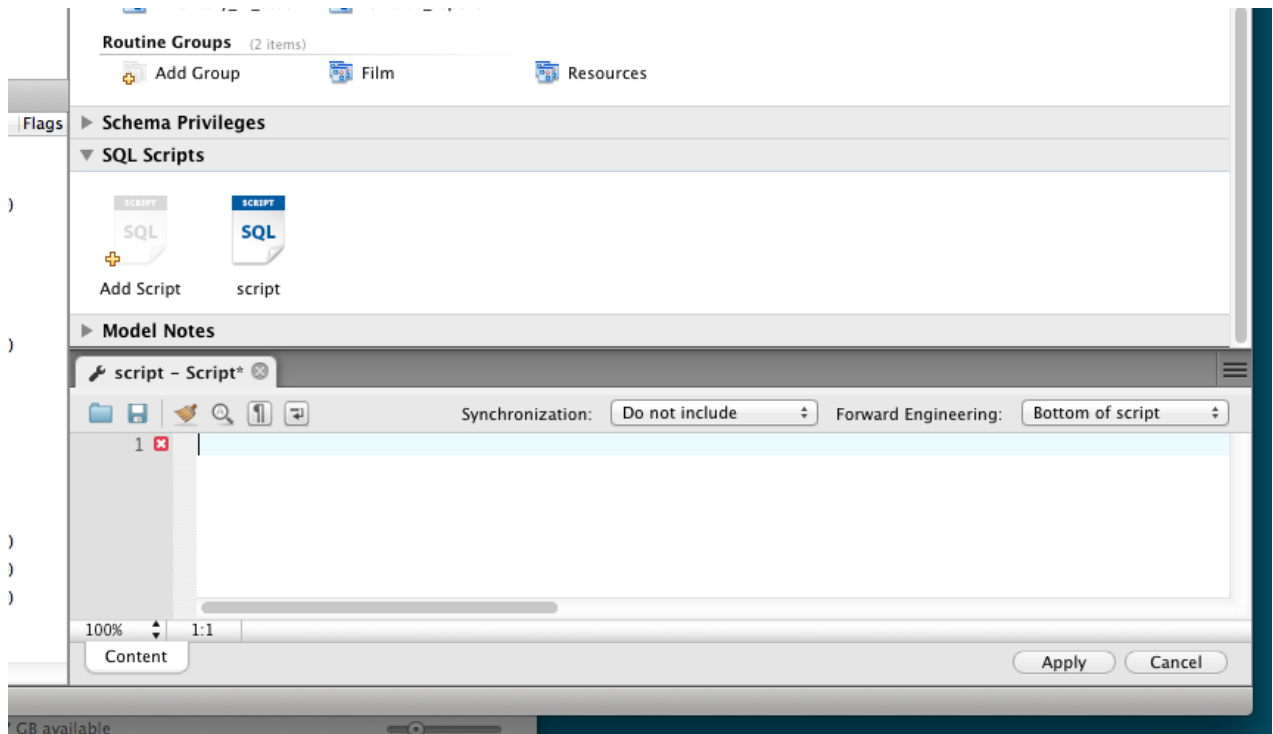 Routine Groups (2 items)
Add Group Film Resources
Flags Schema Privileges
SQL Scripts
)
SCRIPT SCRIPT
SQL SQL
Add Script script
Model Notes
)
script – Script*
Synchronization: Do not include Forward Engineering: Bottom of script
1
)
)
)
100% 1:1
Content Apply Cancel
GB available